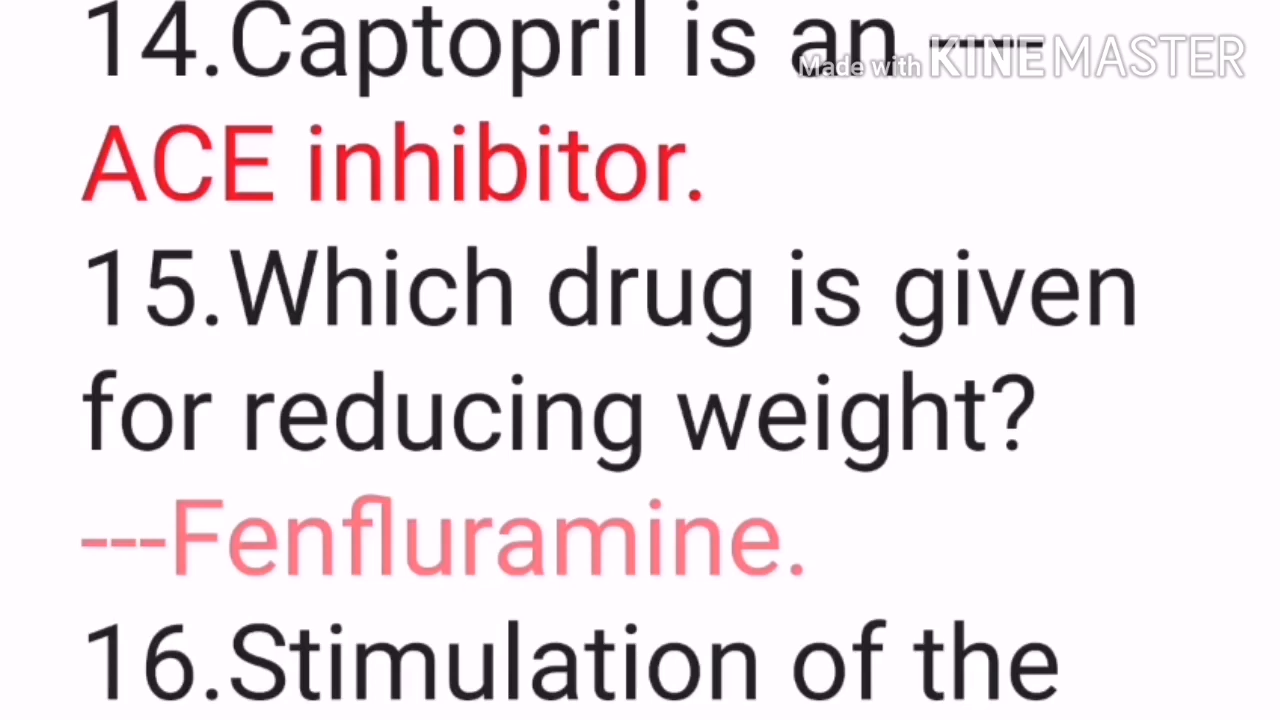 14.Captopril is an ----
Made with KINEMASTER
ACE inhibitor.
15.Which drug is given
for reducing weight?
---Fenfluramine.
16.Stimulation of the